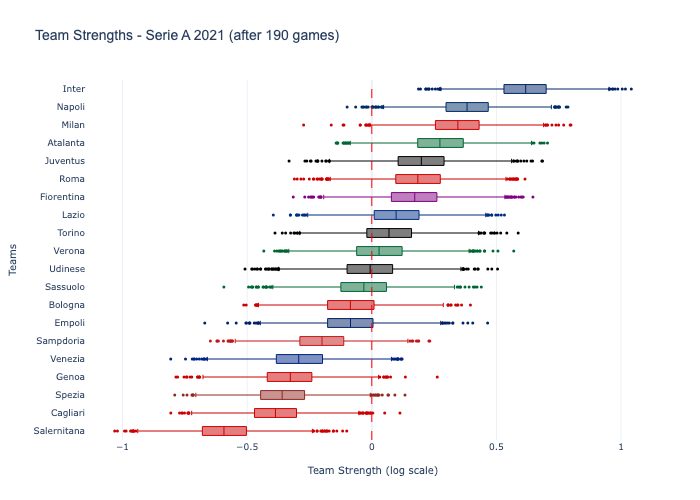 Team Strengths - Serie A 2021 (after 190 games)
Teams
Inter
Napoli
Milan
Atalanta
Juventus
Roma
Fiorentina
Lazio
Torino
Verona
Udinese
Sassuolo
Bologna
Empoli
Sampdoria
Venezia
Genoa
Spezia
Cagliari
Salernitana
−1 −0.5 0 0.5 1
Team Strength (log scale)